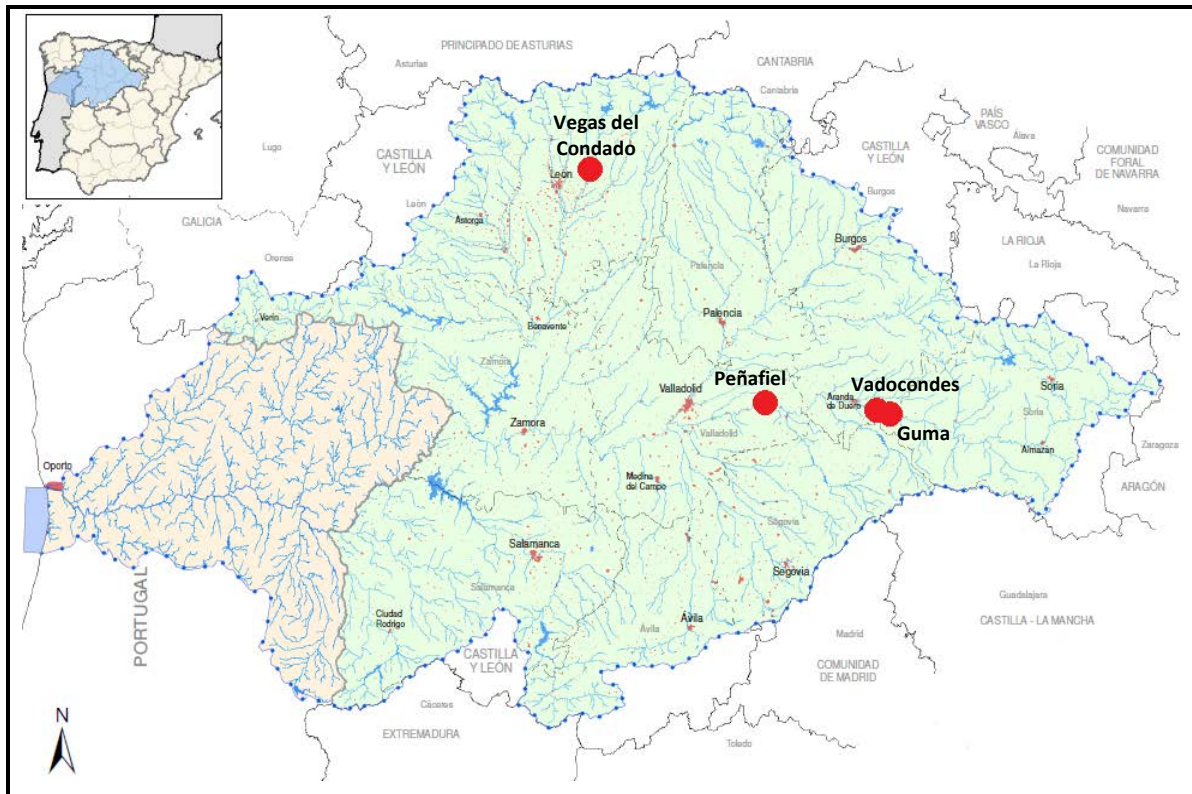 PRINCIPADO DE ASTURIAS
Asturias
CANTABRIA
Cantabria
PAÍS
VASCO
Álava
COMUNIDAD
FORAL
DE NAVARRA
Navarra
Lugo
CASTILLA
Y LEÓN
León
Vegas del
Condado
León
CASTILLA
Y LEÓN
Burgos
GALICIA
Orense
Astorga
Burgos
LA RIOJA
La Rioja
Palencia
Verín
Benavente
Palencia
Zamora
Peñafiel
Vadocondes
Valladolid
Aranda
de Duero
Guma
Soria
Soria
Zamora
Valladolid
Almazán
Zaragoza
Oporto
Medina
del Campo
ARAGÓN
Segovia
Salamanca
Segovia
Salamanca
PORTUGAL
Ciudad
Rodrigo
Ávila
Ávila
Guadalajara
CASTILLA - LA MANCHA
CASTILLA
Y LEÓN
Madrid
COMUNIDAD
DE MADRID
Cáceres
EXTREMADURA
Toledo
N